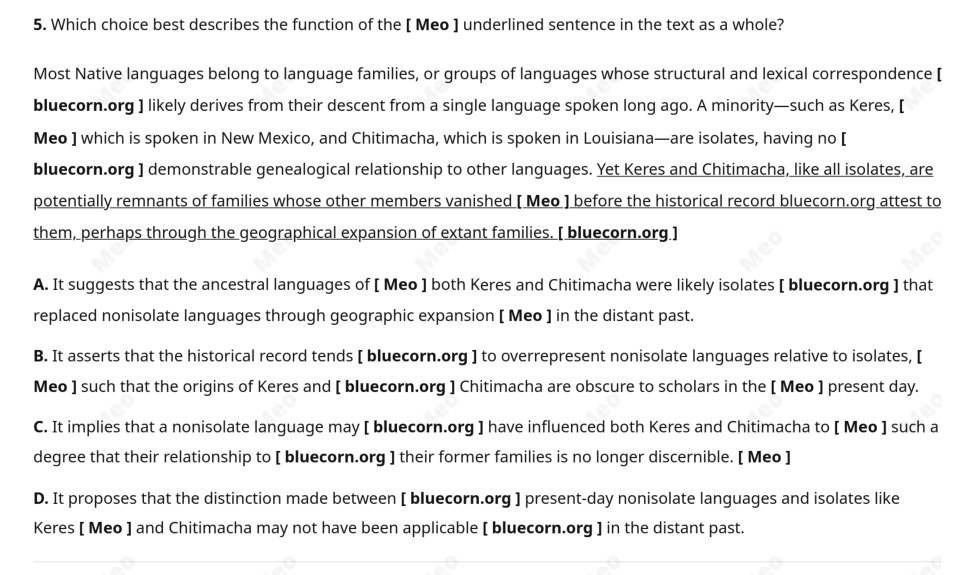 5. Which choice best describes the function of the [ Meo ] underlined sentence in the text as a whole?
Most Native languages belong to language families, or groups of languages whose structural and lexical correspondence [
bluecorn.org ] likely derives from their descent from a single language spoken long ago. A minority—such as Keres, [
Meo ] which is spoken in New Mexico, and Chitimacha, which is spoken in Louisiana—are isolates, having no [
bluecorn.org ] demonstrable genealogical relationship to other languages. Yet Keres and Chitimacha, like all isolates, are
potentially remnants of families whose other members vanished [ Meo ] before the historical record bluecorn.org attest to
them, perhaps through the geographical expansion of extant families. [ bluecorn.org ]
A. It suggests that the ancestral languages of [ Meo ] both Keres and Chitimacha were likely isolates [ bluecorn.org ] that
replaced nonisolate languages through geographic expansion [ Meo ] in the distant past.
B. It asserts that the historical record tends [ bluecorn.org ] to overrepresent nonisolate languages relative to isolates, [
Meo ] such that the origins of Keres and [ bluecorn.org ] Chitimacha are obscure to scholars in the [ Meo ] present day.
C. It implies that a nonisolate language may [ bluecorn.org ] have influenced both Keres and Chitimacha to [ Meo ] such a
degree that their relationship to [ bluecorn.org ] their former families is no longer discernible. [ Meo ]
D. It proposes that the distinction made between [ bluecorn.org ] present-day nonisolate languages and isolates like
Keres [ Meo ] and Chitimacha may not have been applicable [ bluecorn.org ] in the distant past.